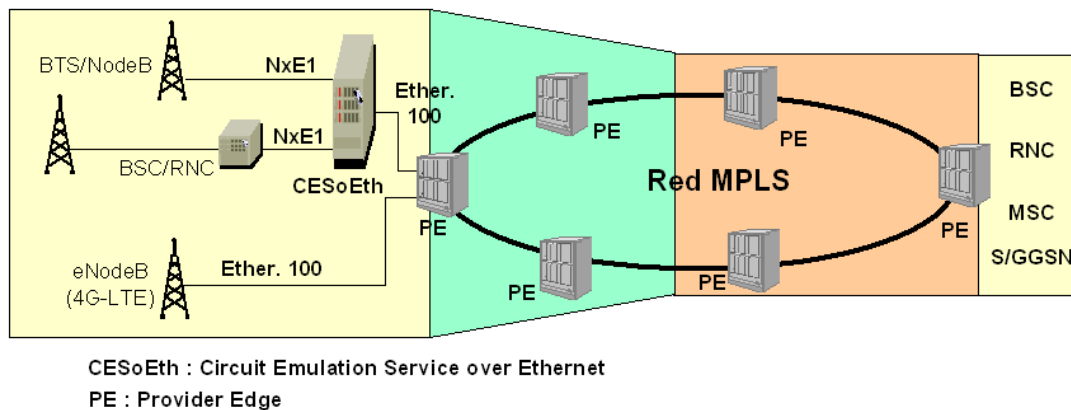 BTS/NodeB
NxE1
Ether.
100
BSC/RNC
NxE1
CESoEth
eNodeB
(4G-LTE)
Ether. 100
PE
PE
PE
PE
PE
PE
Red MPLS
BSC
RNC
MSC
S/GGSN
CESoEth : Circuit Emulation Service over Ethernet
PE : Provider Edge